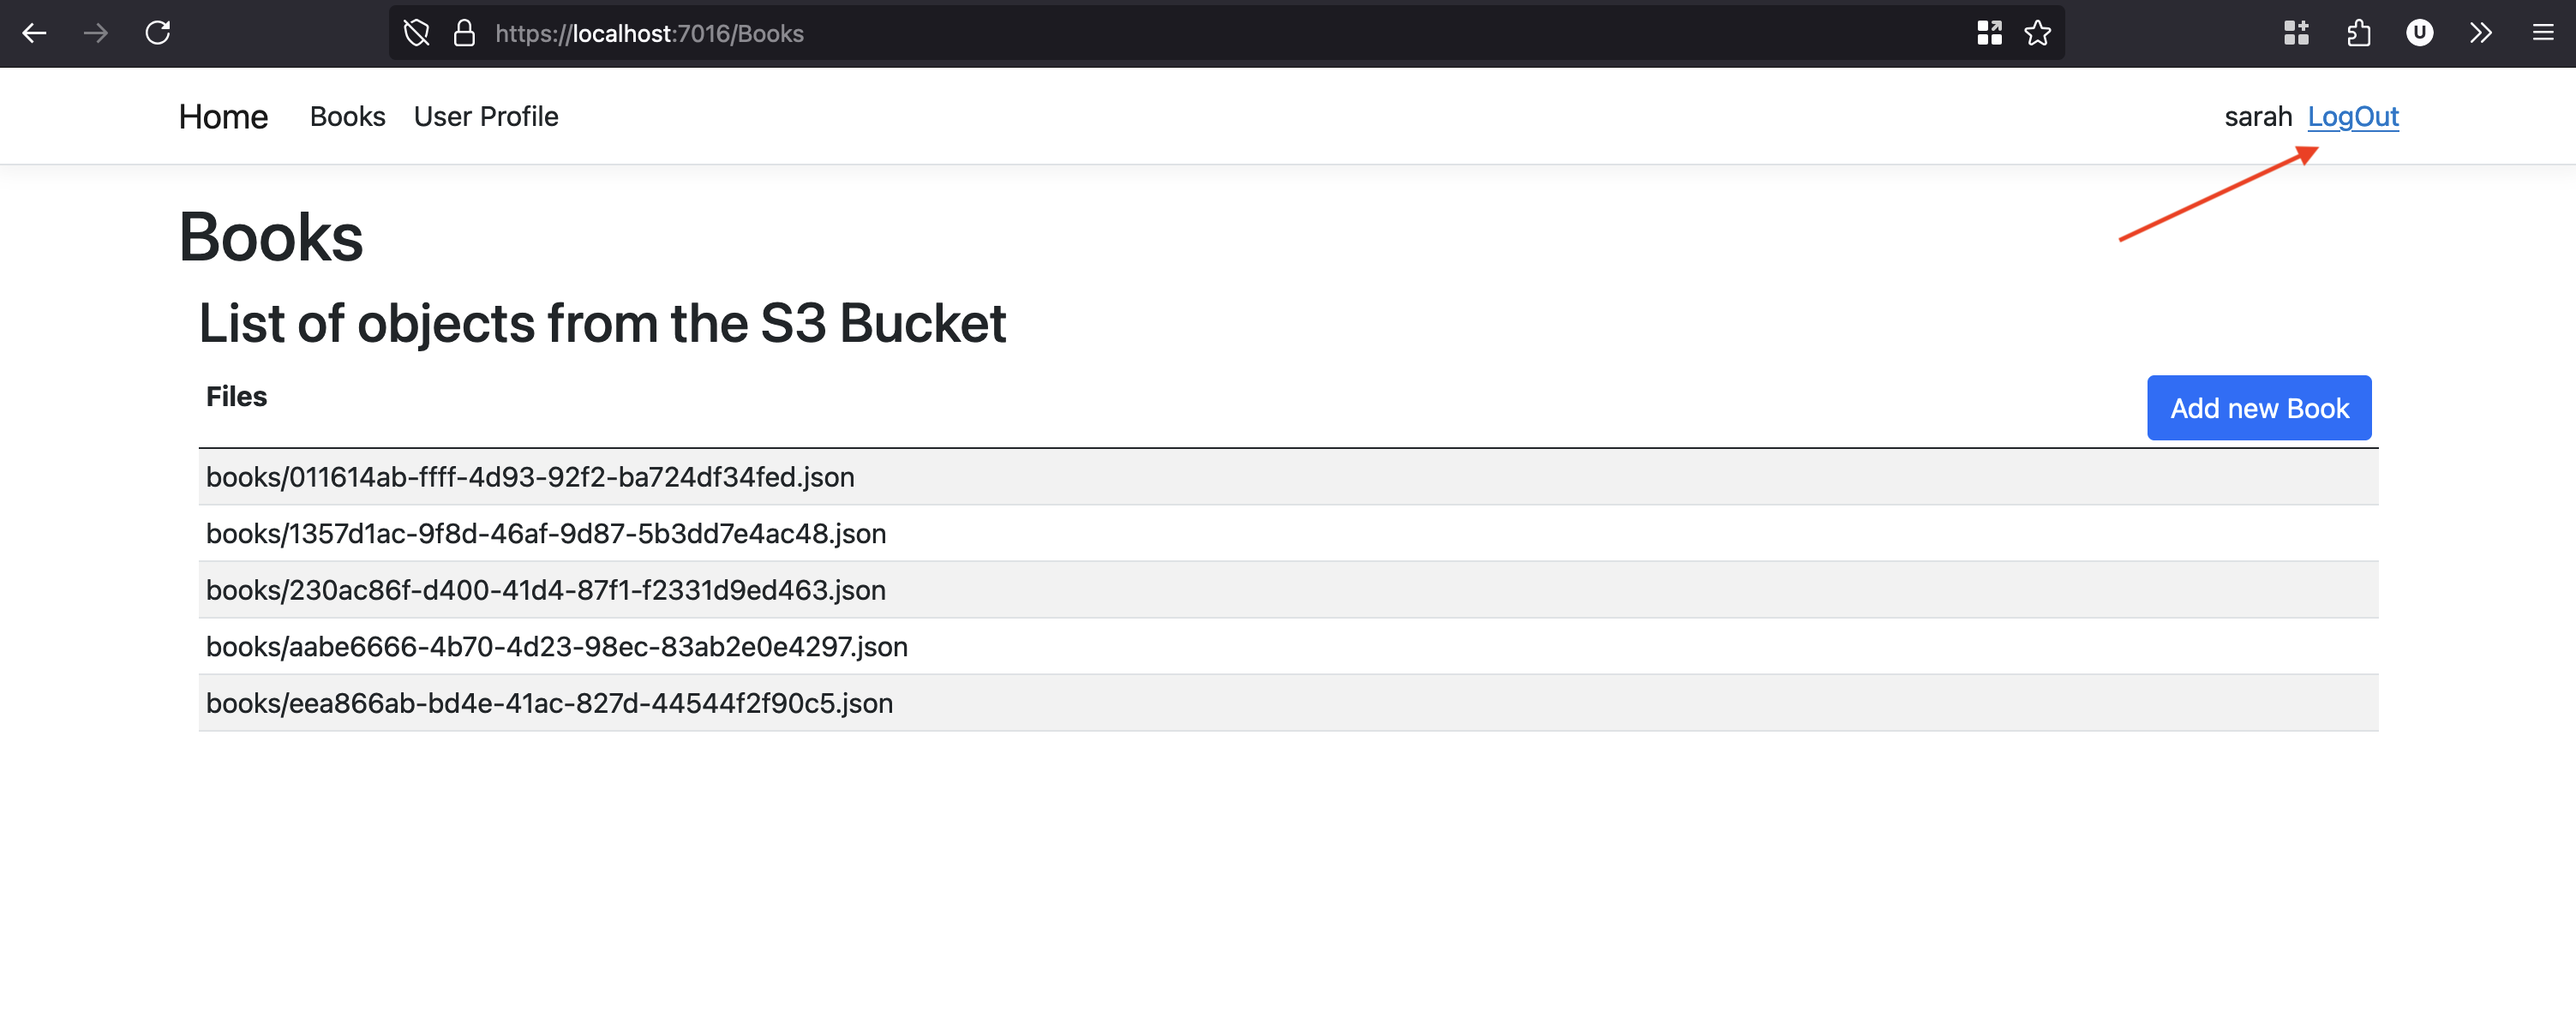 https://localhost:7016/Books
U
Home Books User Profile sarah LogOut
Books
List of objects from the S3 Bucket
Files Add new Book
books/011614ab-ffff-4d93-92f2-ba724df34fed.json
books/1357d1ac-9f8d-46af-9d87-5b3dd7e4ac48.json
books/230ac86f-d400-41d4-87f1-f2331d9ed463.json
books/aabe6666-4b70-4d23-98ec-83ab2e0e4297.json
books/eea866ab-bd4e-41ac-827d-44544f2f90c5.json